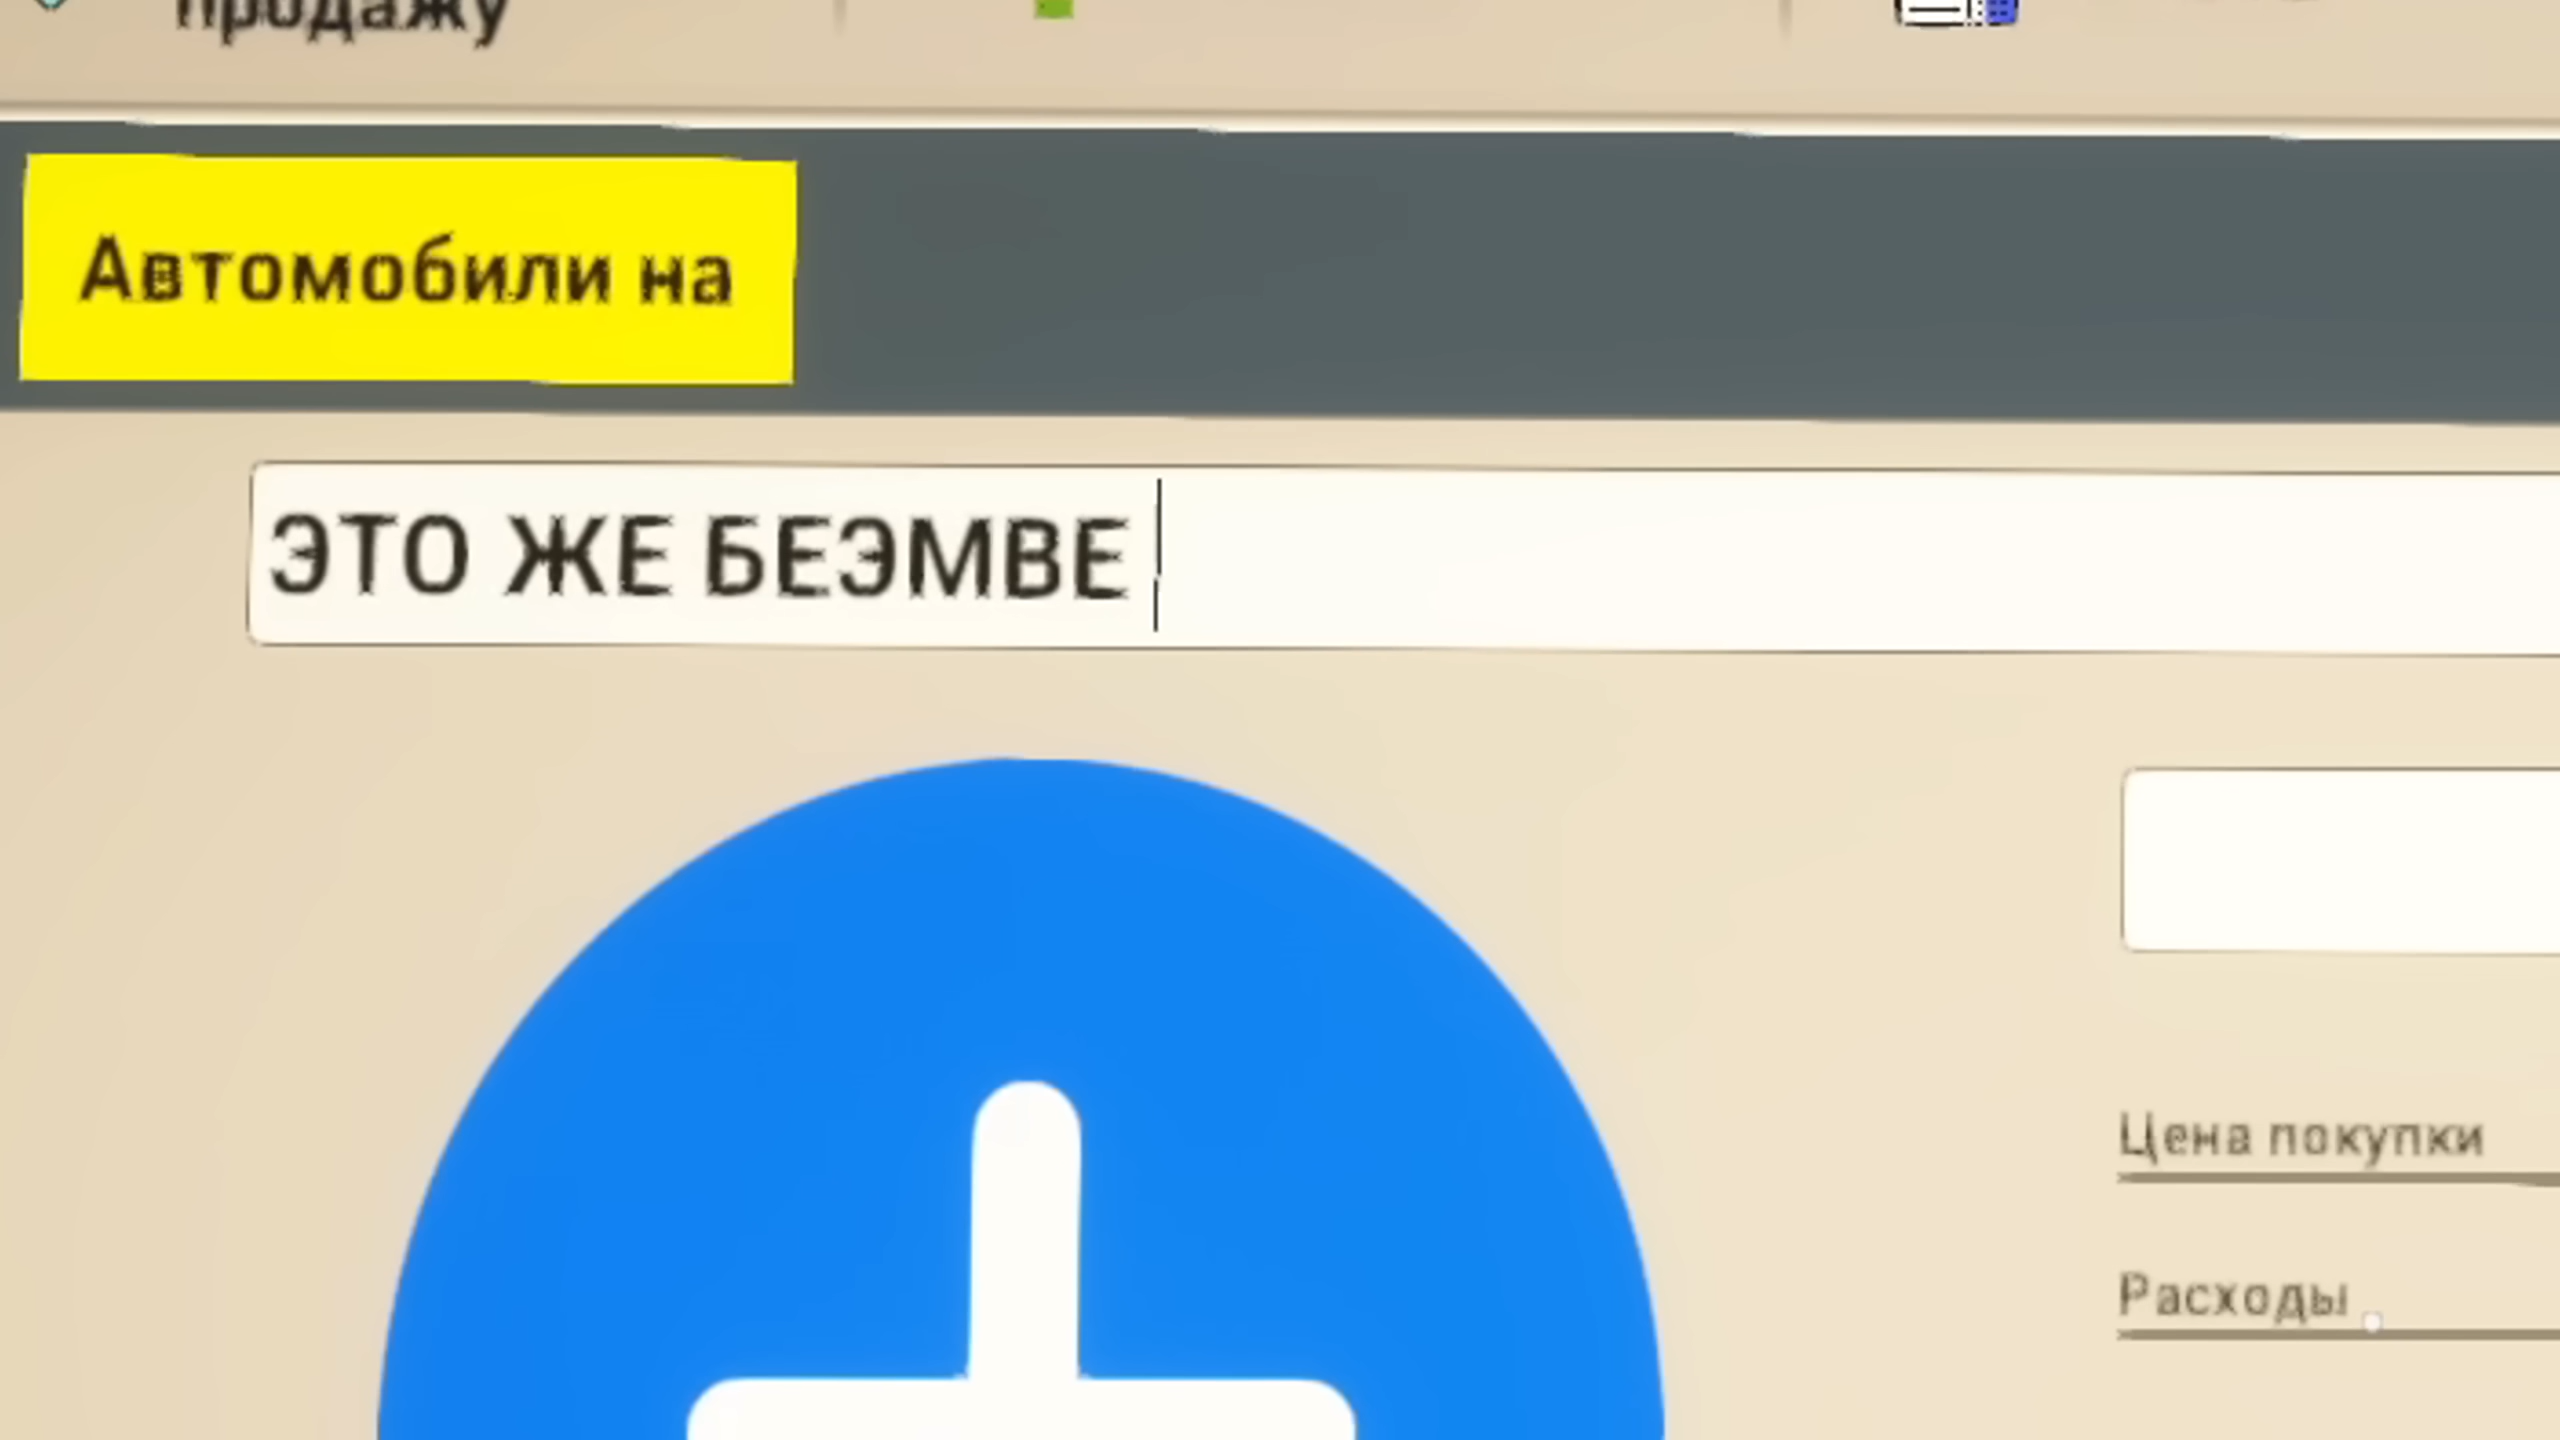 продажу
Автомобили на
ЭТО ЖЕ БЕЭМВЕ
Цена покупки
Расходы